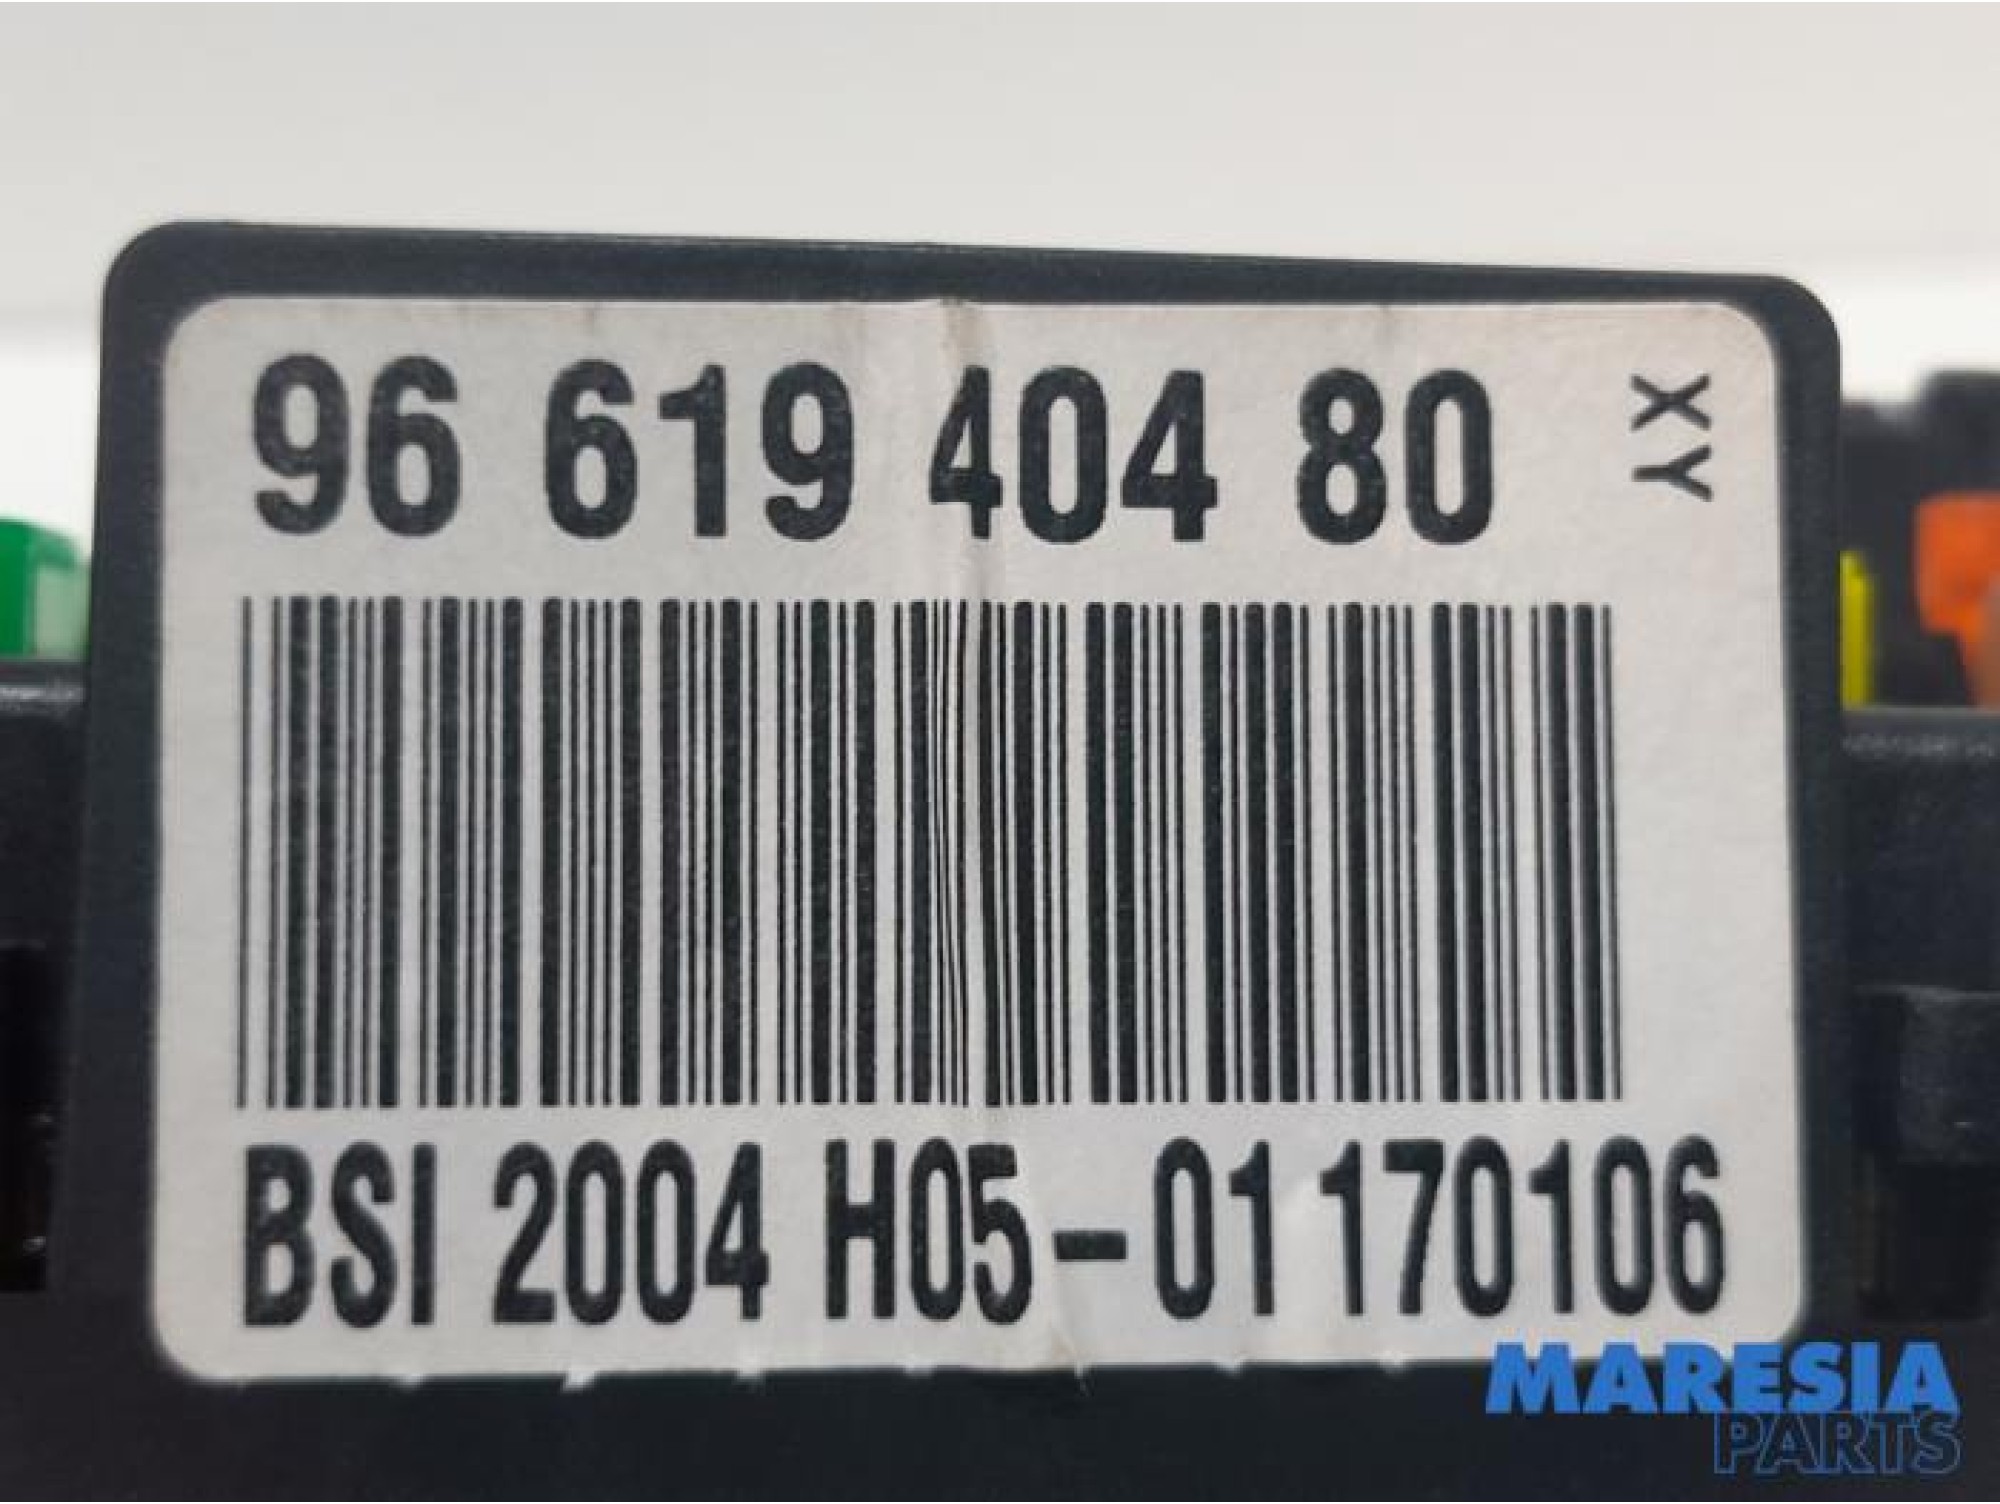 96 619 404 80
XY
BSI 2004 H05-01 170106
MARESIA
PARTS